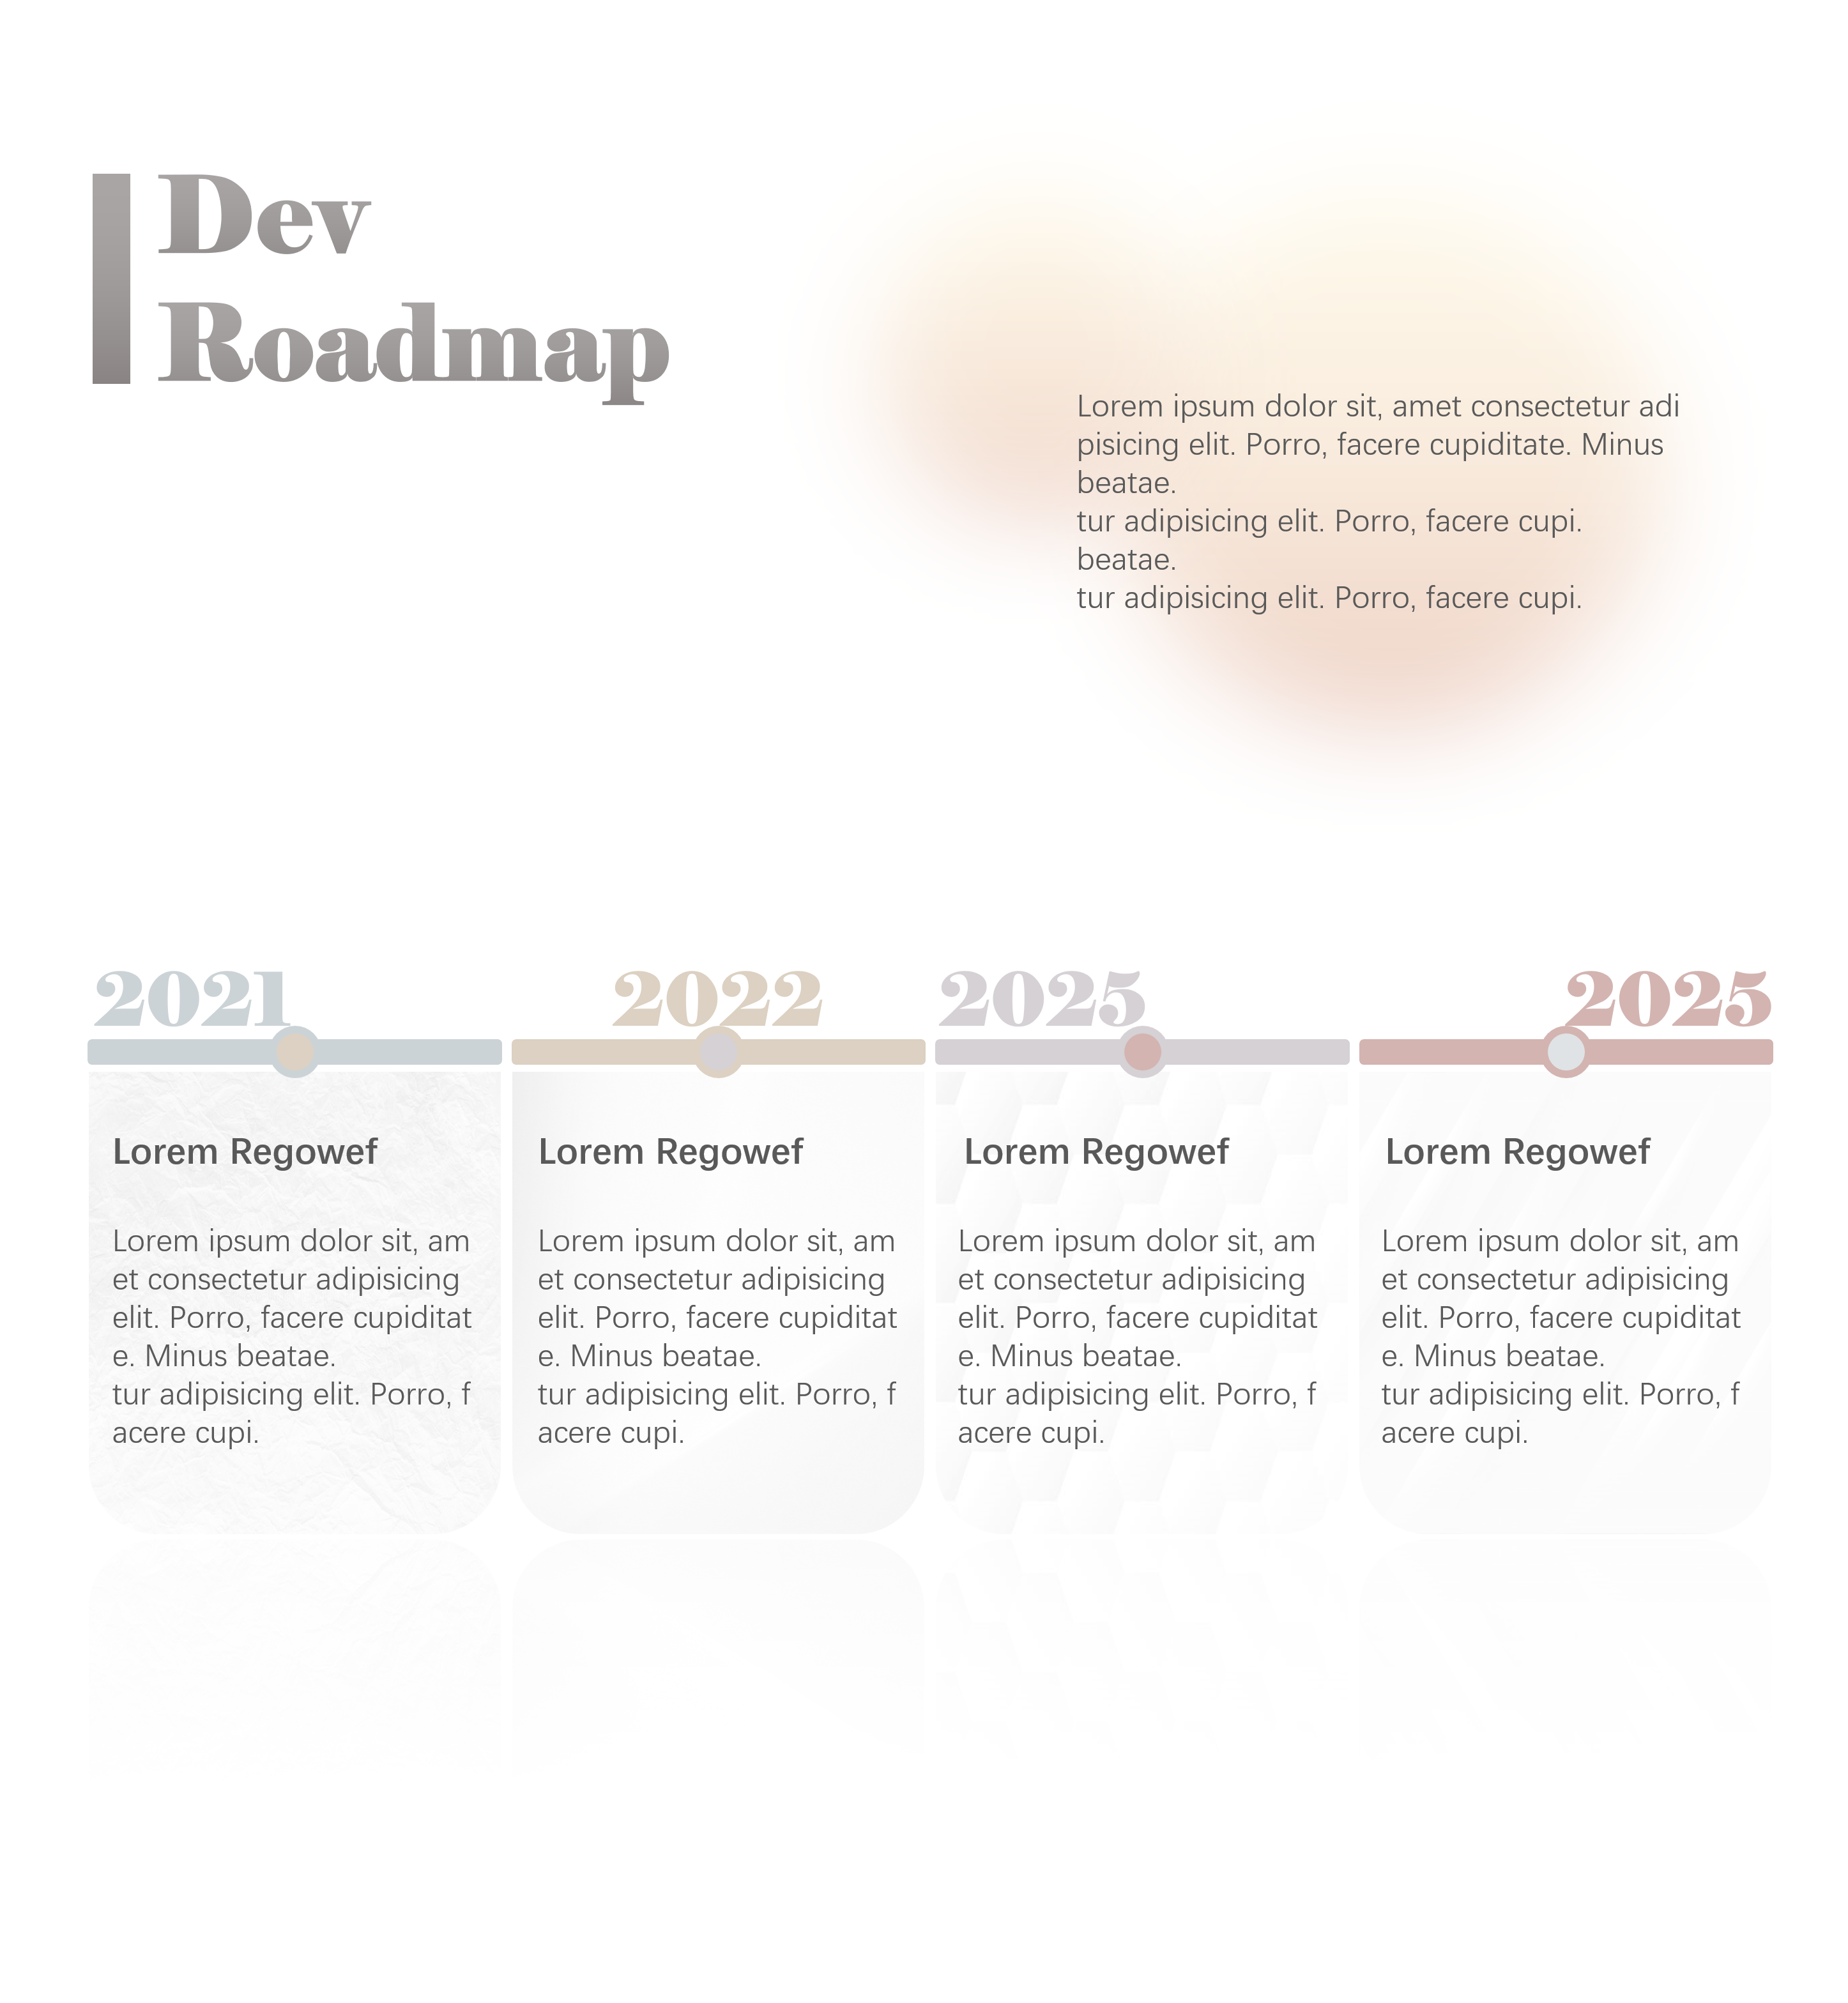 Dev
Roadmap
Lorem ipsum dolor sit, amet consectetur adi
pisicing elit. Porro, facere cupiditate. Minus
beatae.
tur adipisicing elit. Porro, facere cupi.
beatae.
tur adipisicing elit. Porro, facere cupi.
2021
Lorem Regowef
Lorem ipsum dolor sit, am
et consectetur adipisicing
elit. Porro, facere cupiditat
e. Minus beatae.
tur adipisicing elit. Porro, f
acere cupi.
2022
Lorem Regowef
Lorem ipsum dolor sit, am
et consectetur adipisicing
elit. Porro, facere cupiditat
e. Minus beatae.
tur adipisicing elit. Porro, f
acere cupi.
2025
Lorem Regowef
Lorem ipsum dolor sit, am
et consectetur adipisicing
elit. Porro, facere cupiditat
e. Minus beatae.
tur adipisicing elit. Porro, f
acere cupi.
2025
Lorem Regowef
Lorem ipsum dolor sit, am
et consectetur adipisicing
elit. Porro, facere cupiditat
e. Minus beatae.
tur adipisicing elit. Porro, f
acere cupi.